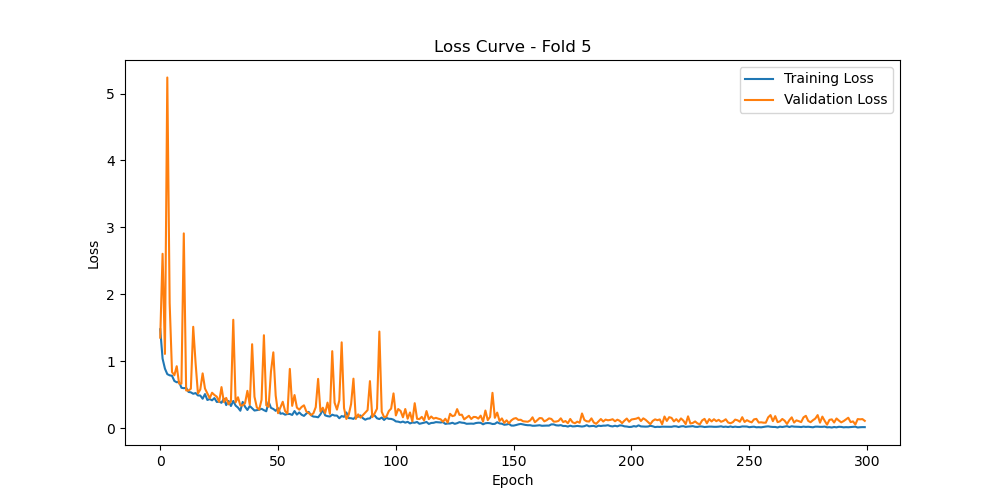 Loss Curve - Fold 5
Training Loss
Validation Loss
5
4
3
2
1
0
Loss
0 50 100 150 200 250 300
Epoch